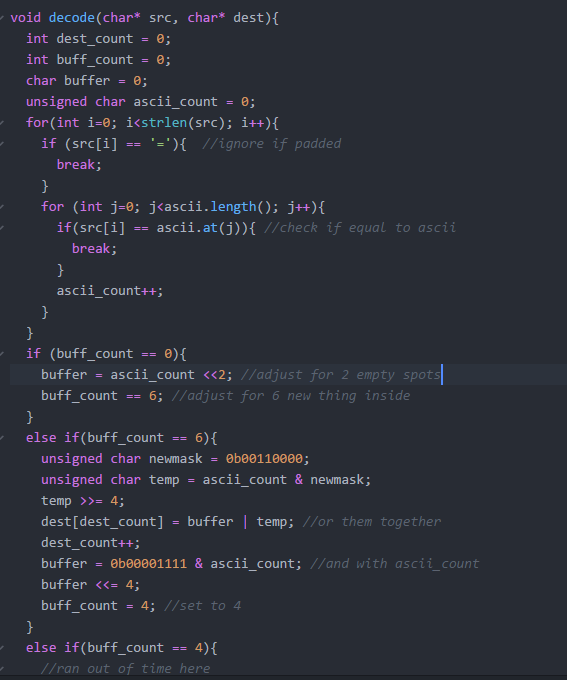 void decode(char* src, char* dest){
  int dest_count = 0;
  int buff_count = 0;
  char buffer = 0;
  unsigned char ascii_count = 0;
  for(int i=0; i<strlen(src); i++){
    if (src[i] == '='){  //ignore if padded
      break;
    }
    for (int j=0; j<ascii.length(); j++){
      if(src[i] == ascii.at(j)){ //check if equal to ascii
        break;
      }
      ascii_count++;
    }
  }
  if (buff_count == 0){
    buffer = ascii_count <<2; //adjust for 2 empty spots
    buff_count == 6; //adjust for 6 new thing inside
  }
  else if(buff_count == 6){
    unsigned char newmask = 0b00110000;
    unsigned char temp = ascii_count & newmask;
    temp >>= 4;
    dest[dest_count] = buffer | temp; //or them together
    dest_count++;
    buffer = 0b00001111 & ascii_count; //and with ascii_count
    buffer <<= 4;
    buff_count = 4; //set to 4
  }
  else if(buff_count == 4){
    //ran out of time here